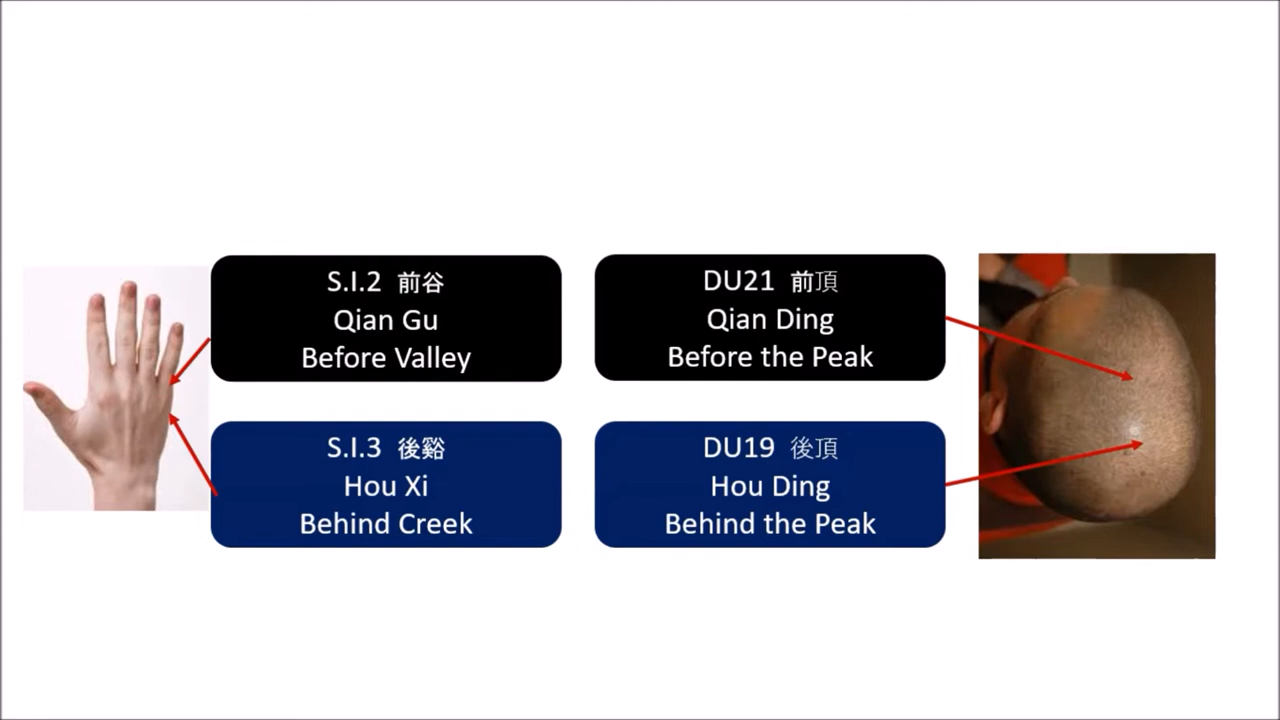 S.I.2 前谷
Qian Gu
Before Valley
DU21 前頂
Qian Ding
Before the Peak
S.I.3 後谿
Hou Xi
Behind Creek
DU19 後頂
Hou Ding
Behind the Peak